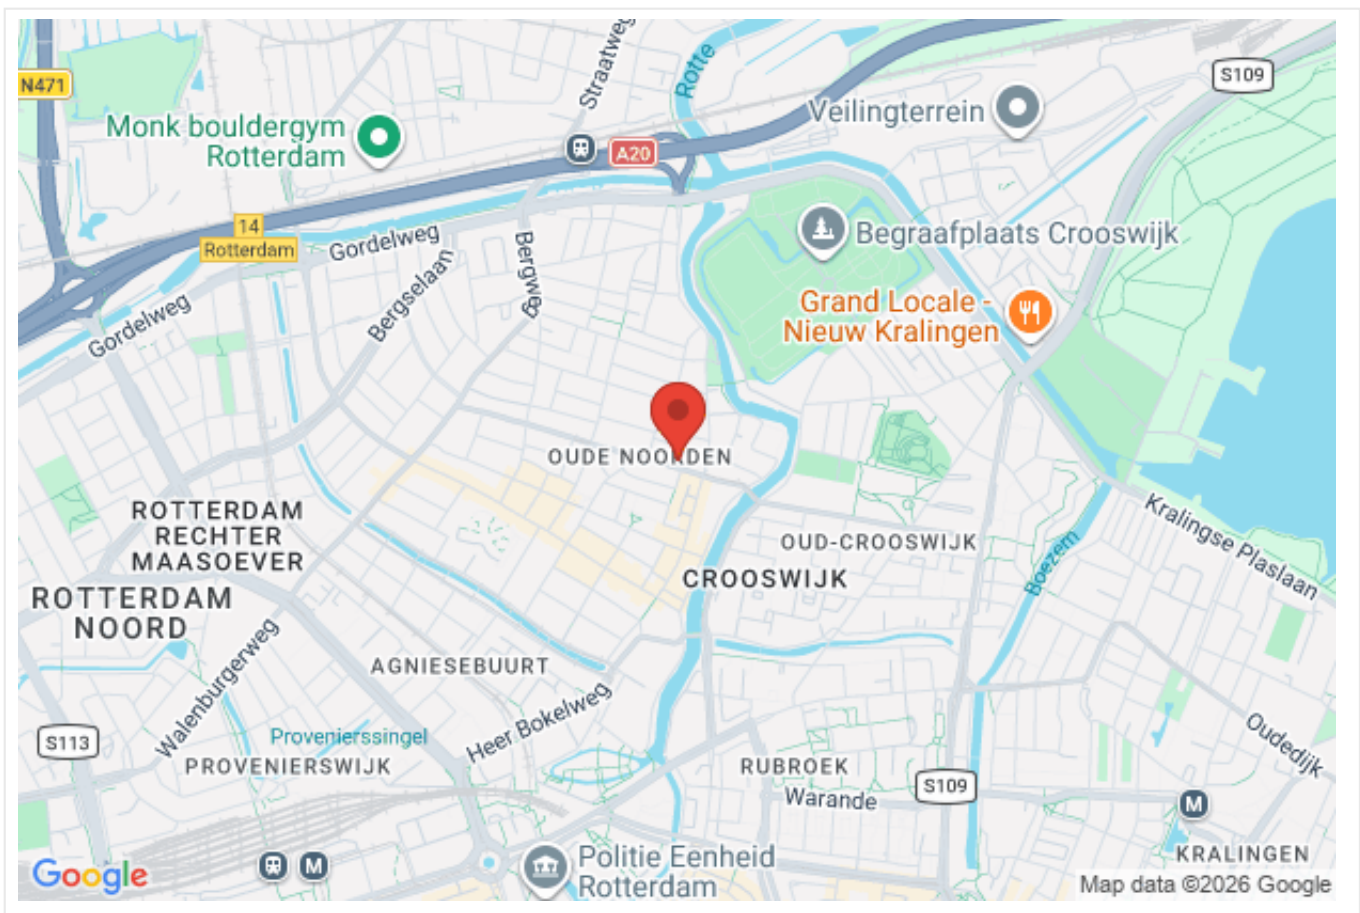 Straatweg
Rotte
S109
N471
Veilingterrein
Monk bouldergym
Rotterdam
A20
14
Rotterdam
Gordelweg
Bergweg
Begraafplaats Crooswijk
Bergselaan
Gordelweg
Grand Locale -
Nieuw Kralingen
OUDE NOORDEN
ROTTERDAM
RECHTER
MAASOEVER
Kralingse Plaslaan
OUD-CROOSWIJK
Boezem
CROOSWIJK
ROTTERDAM
NOORD
AGNIESEBUURT
Walenburgerweg
Heer Bokelweg
S113
Provenierssingel
PROVENIERSWIJK
RUBROEK
Oudedijk
S109
Warande
M
KRALINGEN
Politie Eenheid
Rotterdam
M
Google
Map data ©2026 Google